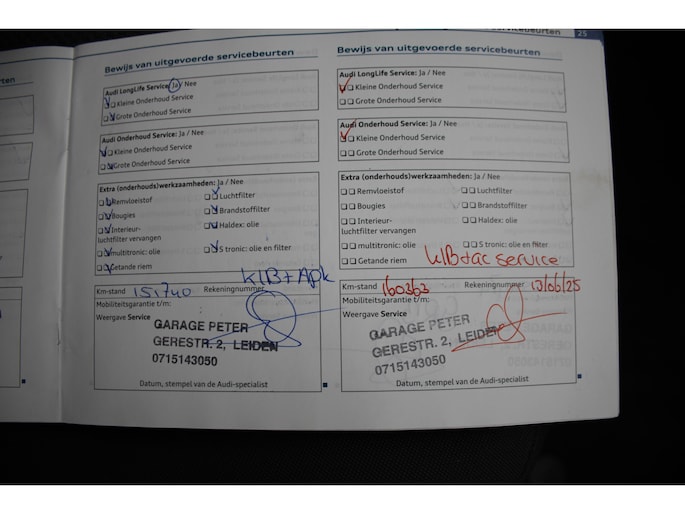 25
Bewijs van uitgevoerde servicebeurten
Audi LongLife Service: Ja / Nee
Kleine Onderhoud Service
Grote Onderhoud Service
Audi Onderhoud Service: Ja / Nee
Kleine Onderhoud Service
Grote Onderhoud Service
Extra (onderhouds)werkzaamheden: Ja / Nee
Remvloeistof Luchtfilter
Bougies Brandstoffilter
Interieur- Haldex: olie
luchtfilter vervangen
multitronic: olie S tronic: olie en filter
Getande riem
KlB+Apk
Km-stand 151740 Rekeningnummer
Mobiliteitsgarantie t/m:
Weergave Service
GARAGE PETER
GERESTR. 2, LEIDEN
0715143050
Datum, stempel van de Audi-specialist
Bewijs van uitgevoerde servicebeurten
Audi LongLife Service: Ja / Nee
Kleine Onderhoud Service
Grote Onderhoud Service
Audi Onderhoud Service: Ja / Nee
Kleine Onderhoud Service
Grote Onderhoud Service
Extra (onderhouds)werkzaamheden: Ja / Nee
Remvloeistof Luchtfilter
Bougies Brandstoffilter
Interieur- Haldex: olie
luchtfilter vervangen
multitronic: olie S tronic: olie en filter
Getande riem KlB+ac service
Km-stand 160363 Rekeningnummer 13/06/25
Mobiliteitsgarantie t/m:
Weergave Service
GARAGE PETER
GERESTR. 2, LEIDEN
0715143050
Datum, stempel van de Audi-specialist